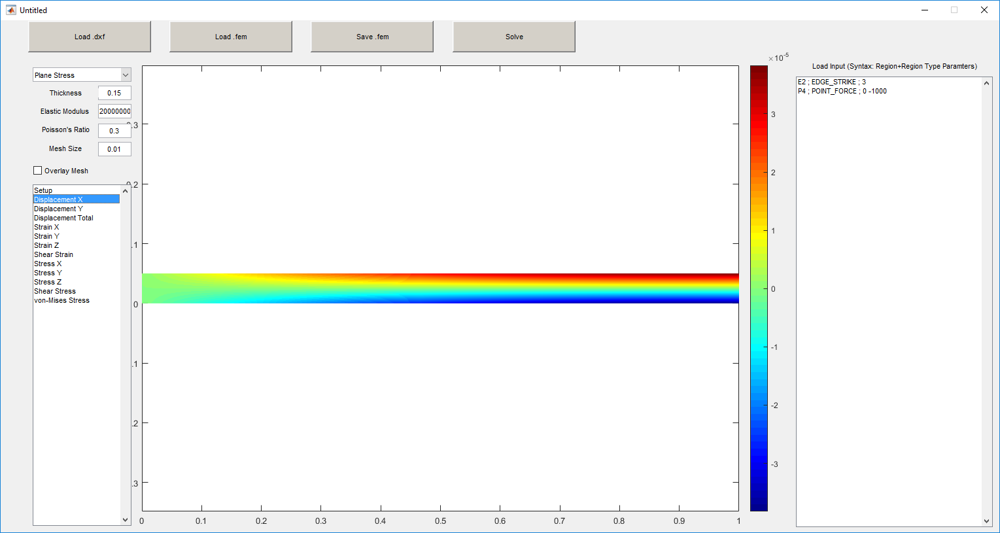 Untitled
Load .dxf
Load .fem
Save .fem
Solve
Plane Stress
Thickness 0.15
Elastic Modulus 20000000
Poisson's Ratio 0.3
Mesh Size 0.01
Overlay Mesh
Setup
Displacement X
Displacement Y
Displacement Total
Strain X
Strain Y
Strain Z
Shear Strain
Stress X
Stress Y
Stress Z
Shear Stress
von-Mises Stress
0.3
0.2
.1
0
.1
.2
.3
0 0.1 0.2 0.3 0.4 0.5 0.6 0.7 0.8 0.9 1
×10⁻⁵
3
2
1
0
-1
-2
-3
Load Input (Syntax: Region+Region Type Paramters)
E2 ; EDGE_STRIKE ; 3
P4 ; POINT_FORCE ; 0 -1000